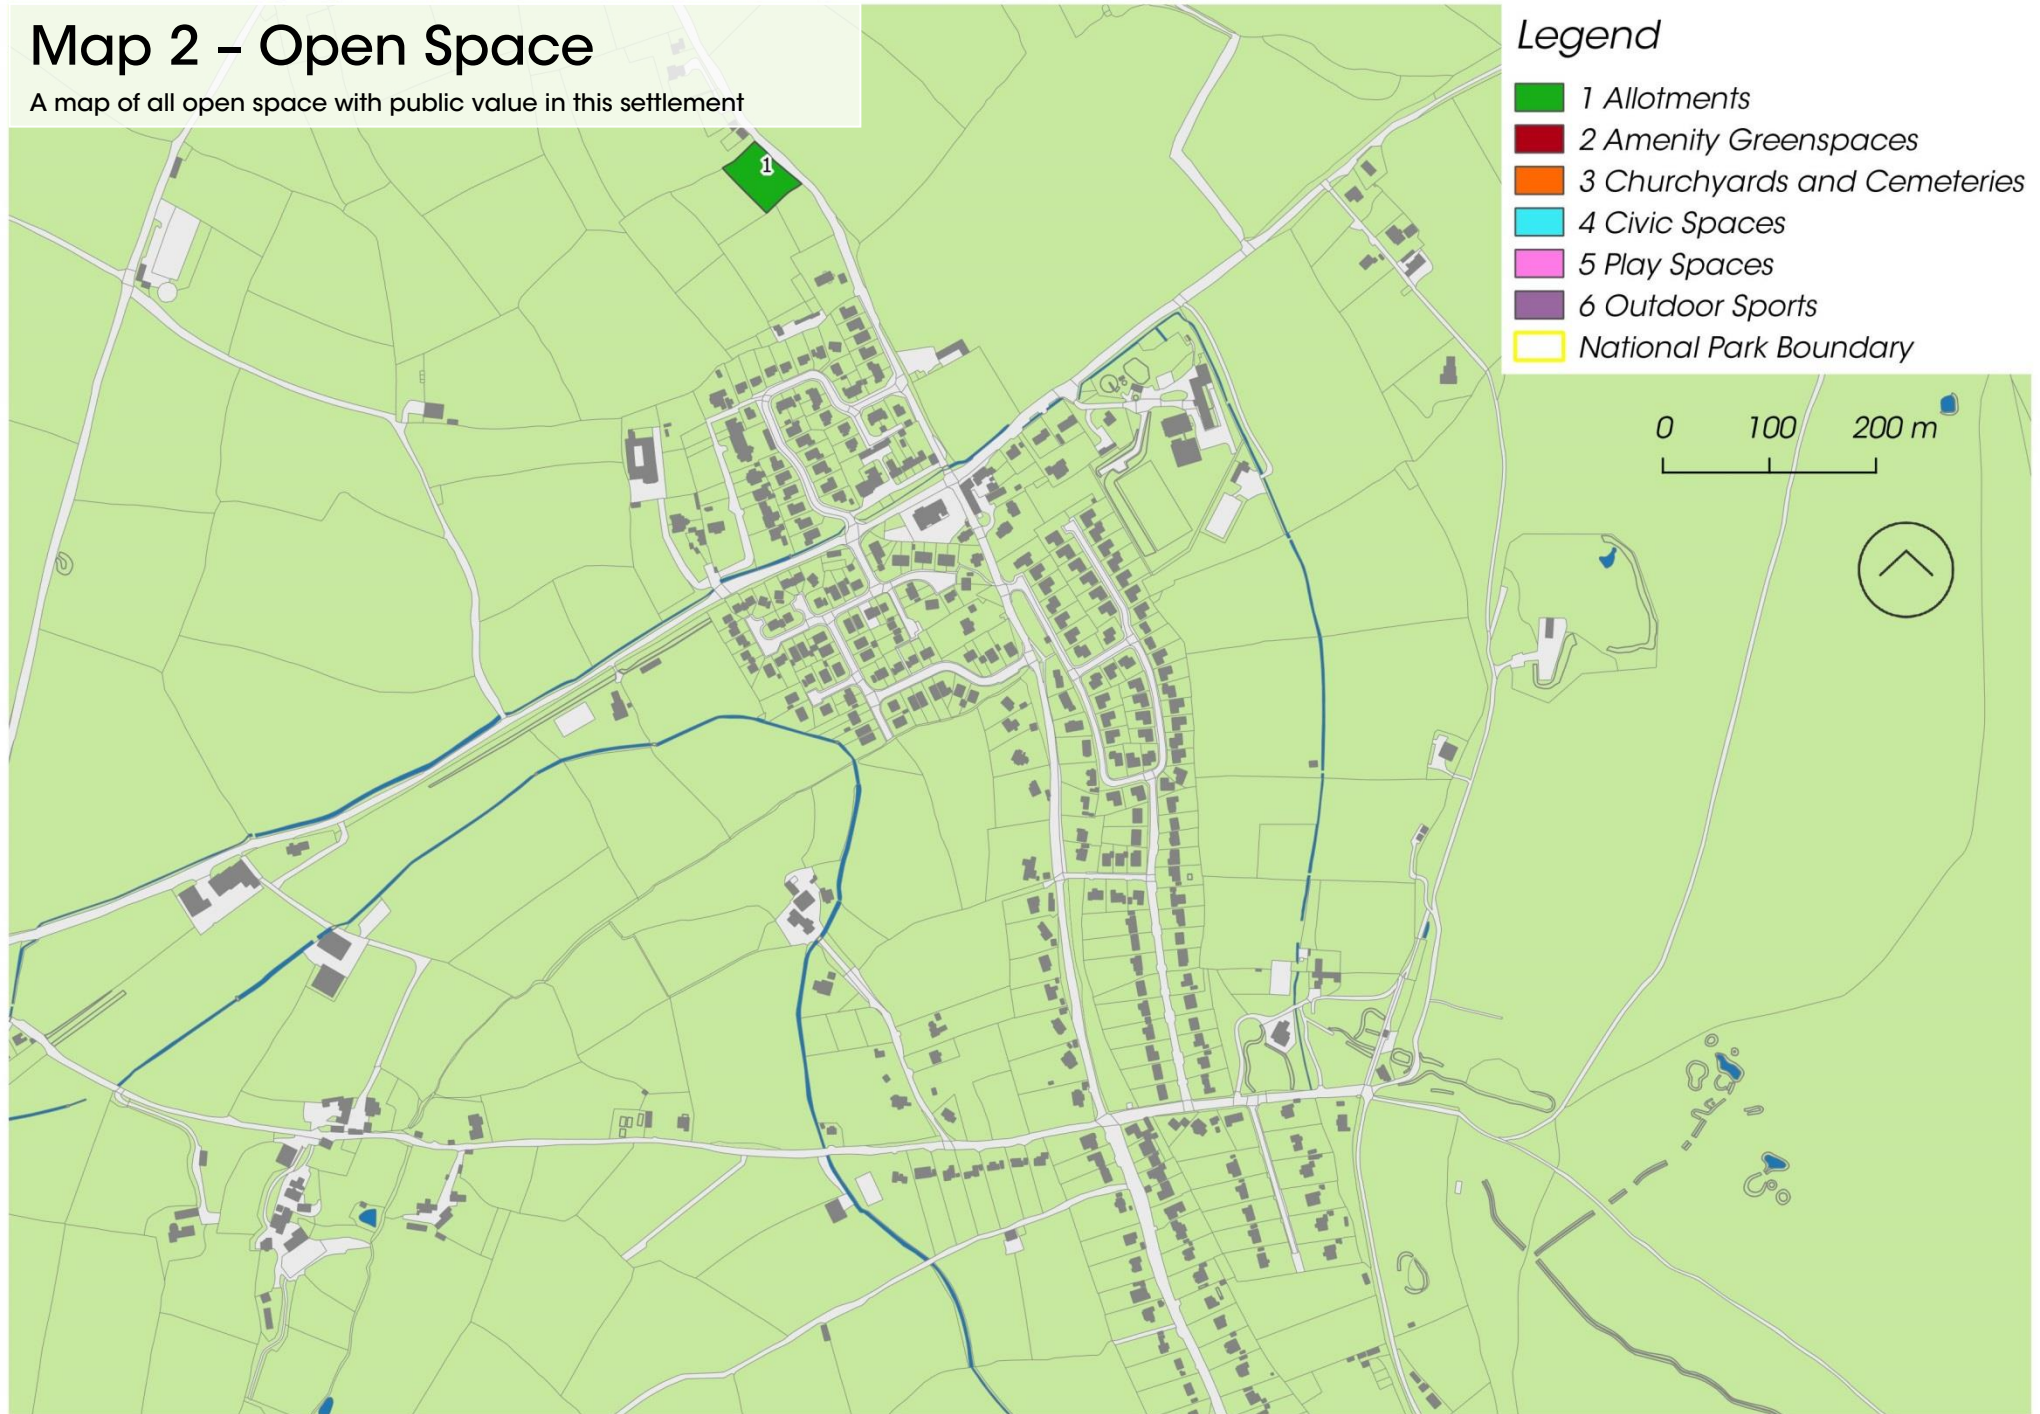 Map 2 – Open Space
A map of all open space with public value in this settlement
Legend
1 Allotments
2 Amenity Greenspaces
3 Churchyards and Cemeteries
4 Civic Spaces
5 Play Spaces
6 Outdoor Sports
National Park Boundary
0 100 200 m
1